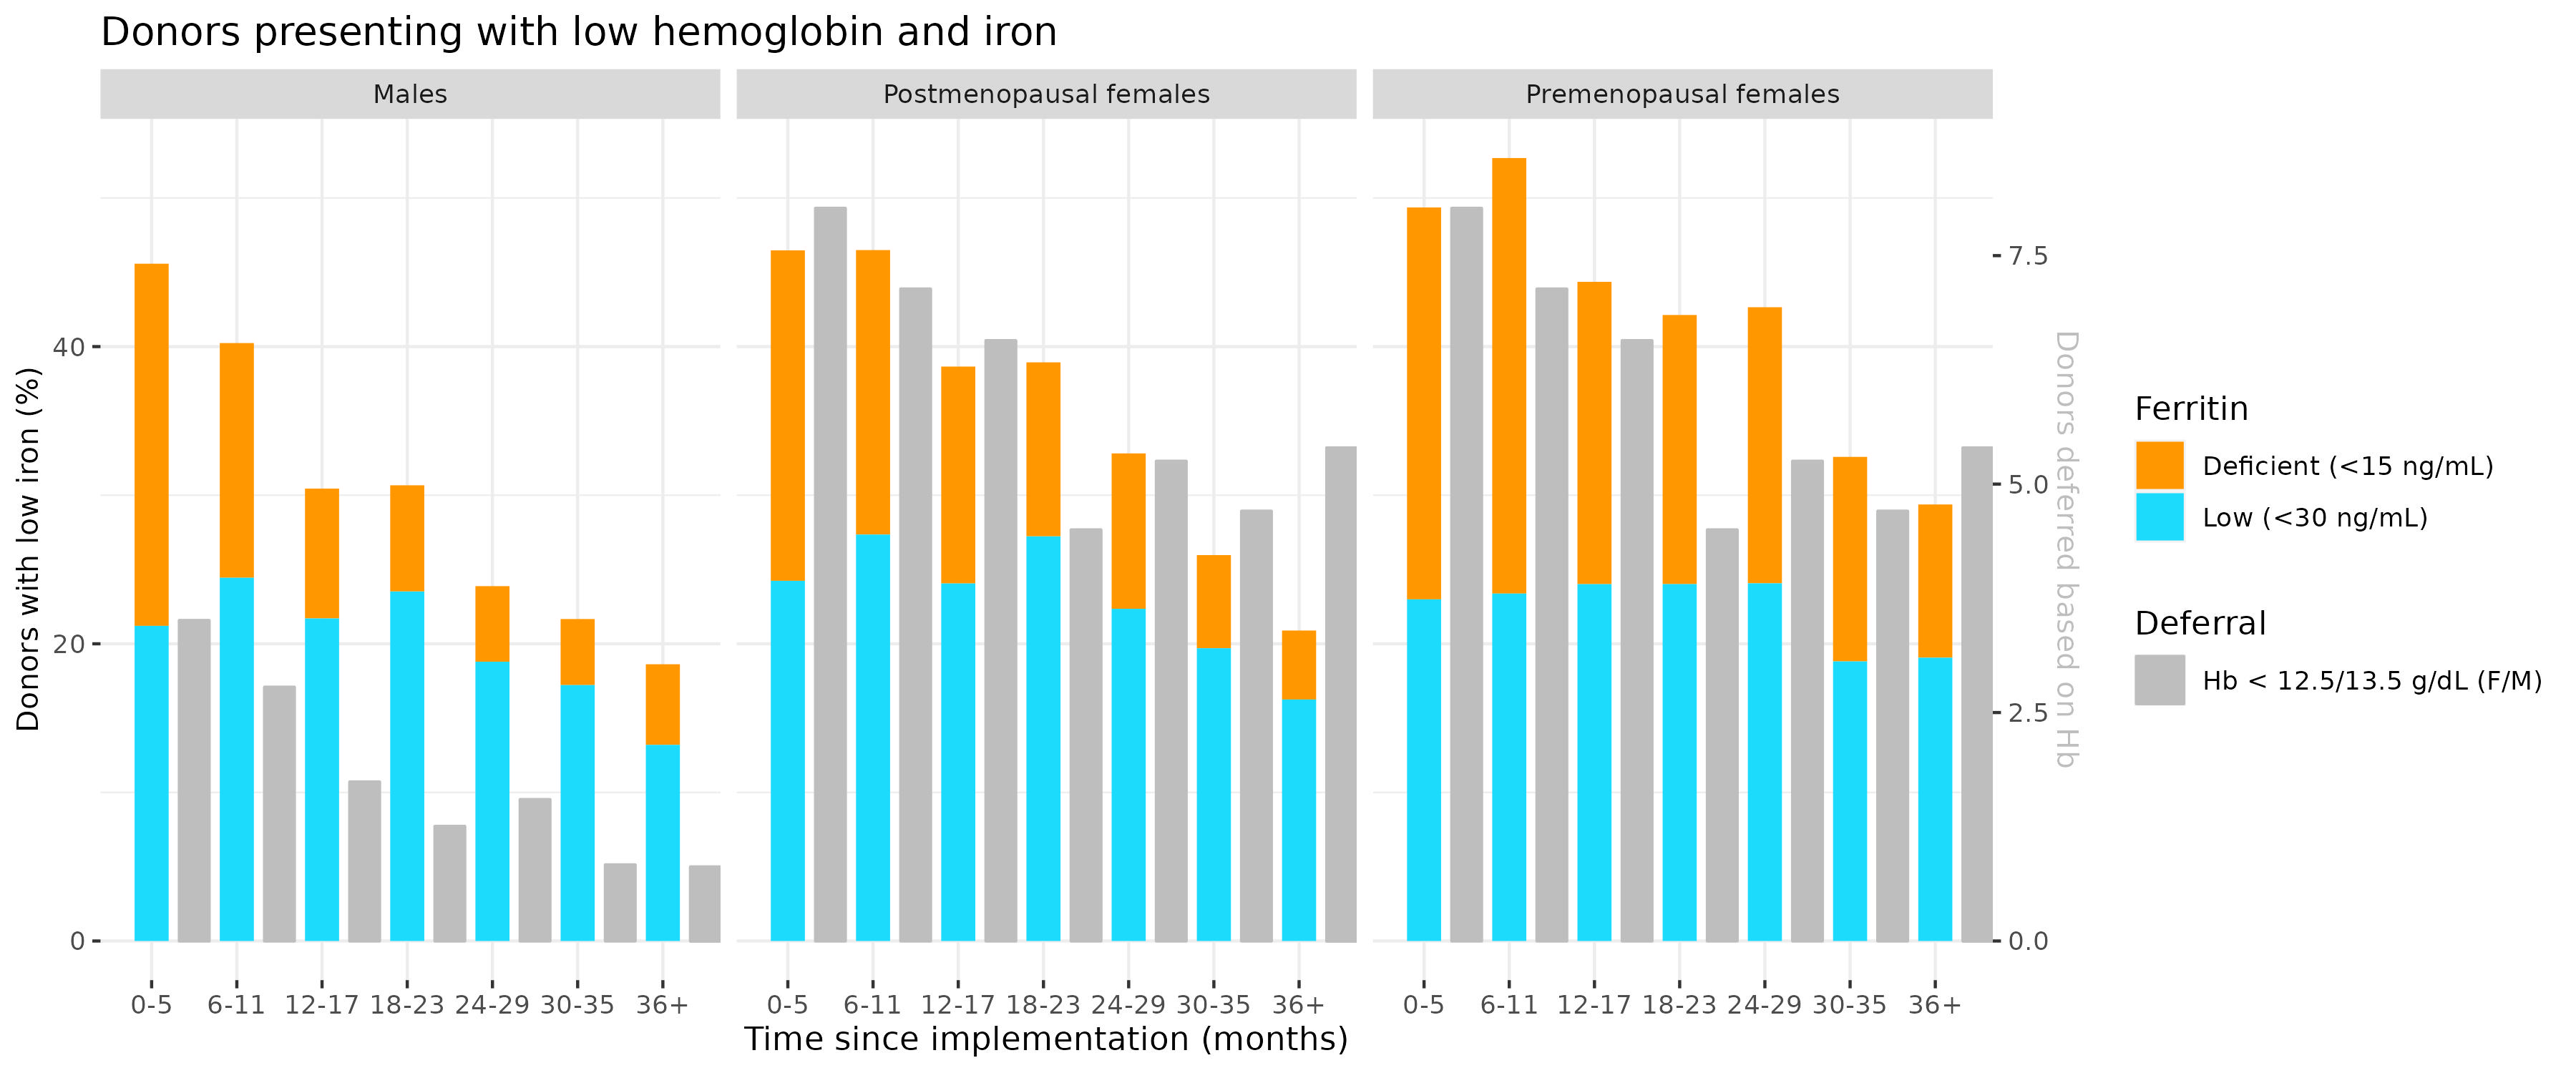 Donors presenting with low hemoglobin and iron
Males
Postmenopausal females
Premenopausal females
Donors with low iron (%)
40
20
0
7.5
5.0
2.5
0.0
Donors deferred based on Hb
0-5 6-11 12-17 18-23 24-29 30-35 36+
0-5 6-11 12-17 18-23 24-29 30-35 36+
0-5 6-11 12-17 18-23 24-29 30-35 36+
Time since implementation (months)
Ferritin
Deficient (<15 ng/mL)
Low (<30 ng/mL)
Deferral
Hb < 12.5/13.5 g/dL (F/M)